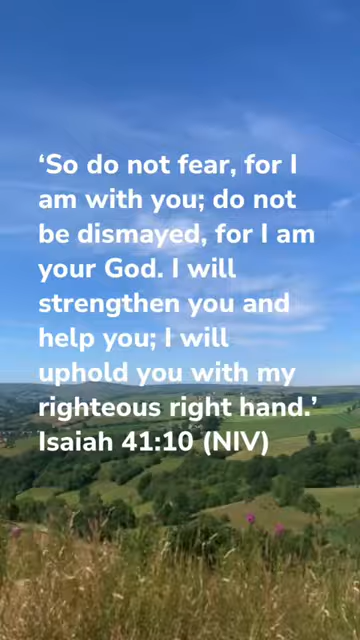 ‘So do not fear, for I
am with you; do not
be dismayed, for I am
your God. I will
strengthen you and
help you; I will
uphold you with my
righteous right hand.’
Isaiah 41:10 (NIV)